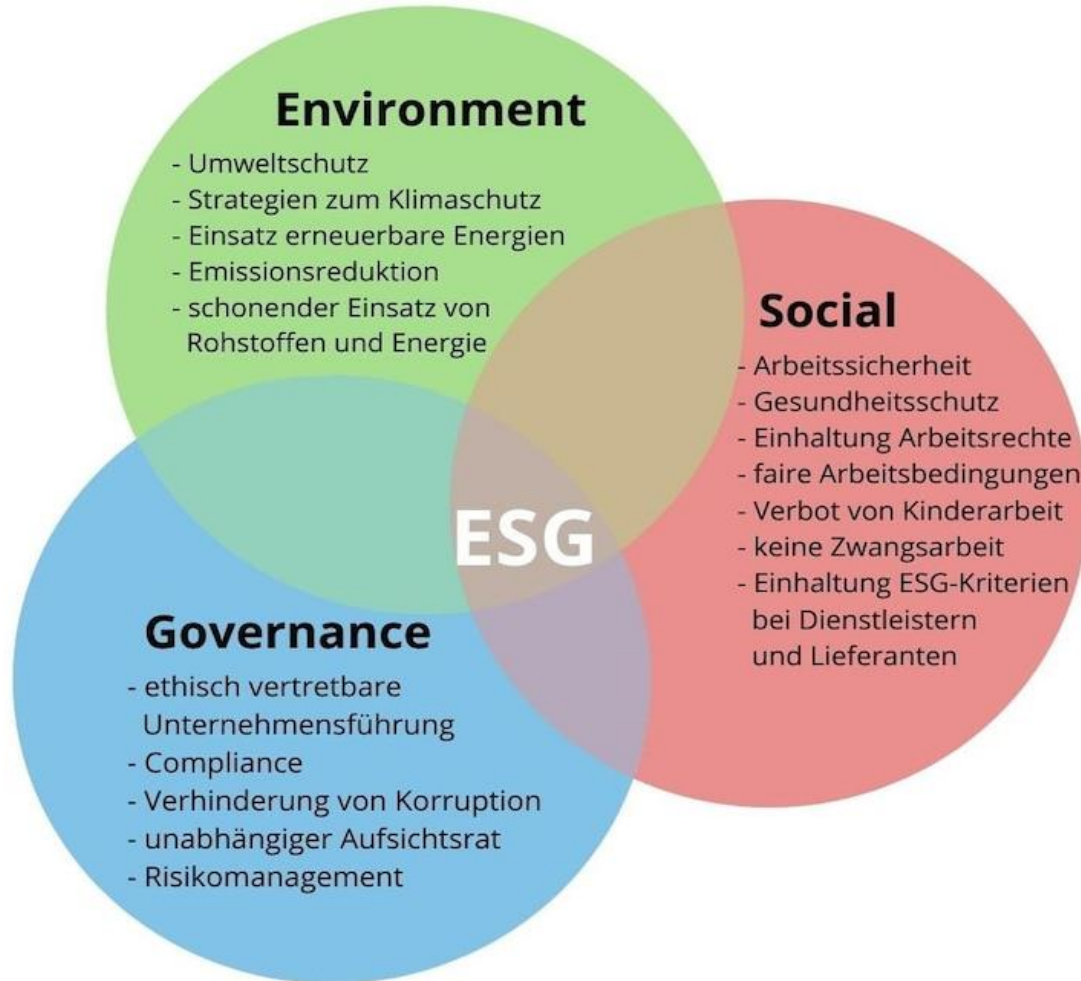 Environment
- Umweltschutz
- Strategien zum Klimaschutz
- Einsatz erneuerbare Energien
- Emissionsreduktion
- schonender Einsatz von
Rohstoffen und Energie
Social
- Arbeitssicherheit
- Gesundheitsschutz
- Einhaltung Arbeitsrechte
- faire Arbeitsbedingungen
- Verbot von Kinderarbeit
- keine Zwangsarbeit
- Einhaltung ESG-Kriterien
bei Dienstleistern
und Lieferanten
ESG
Governance
- ethisch vertretbare
Unternehmensführung
- Compliance
- Verhinderung von Korruption
- unabhängiger Aufsichtsrat
- Risikomanagement